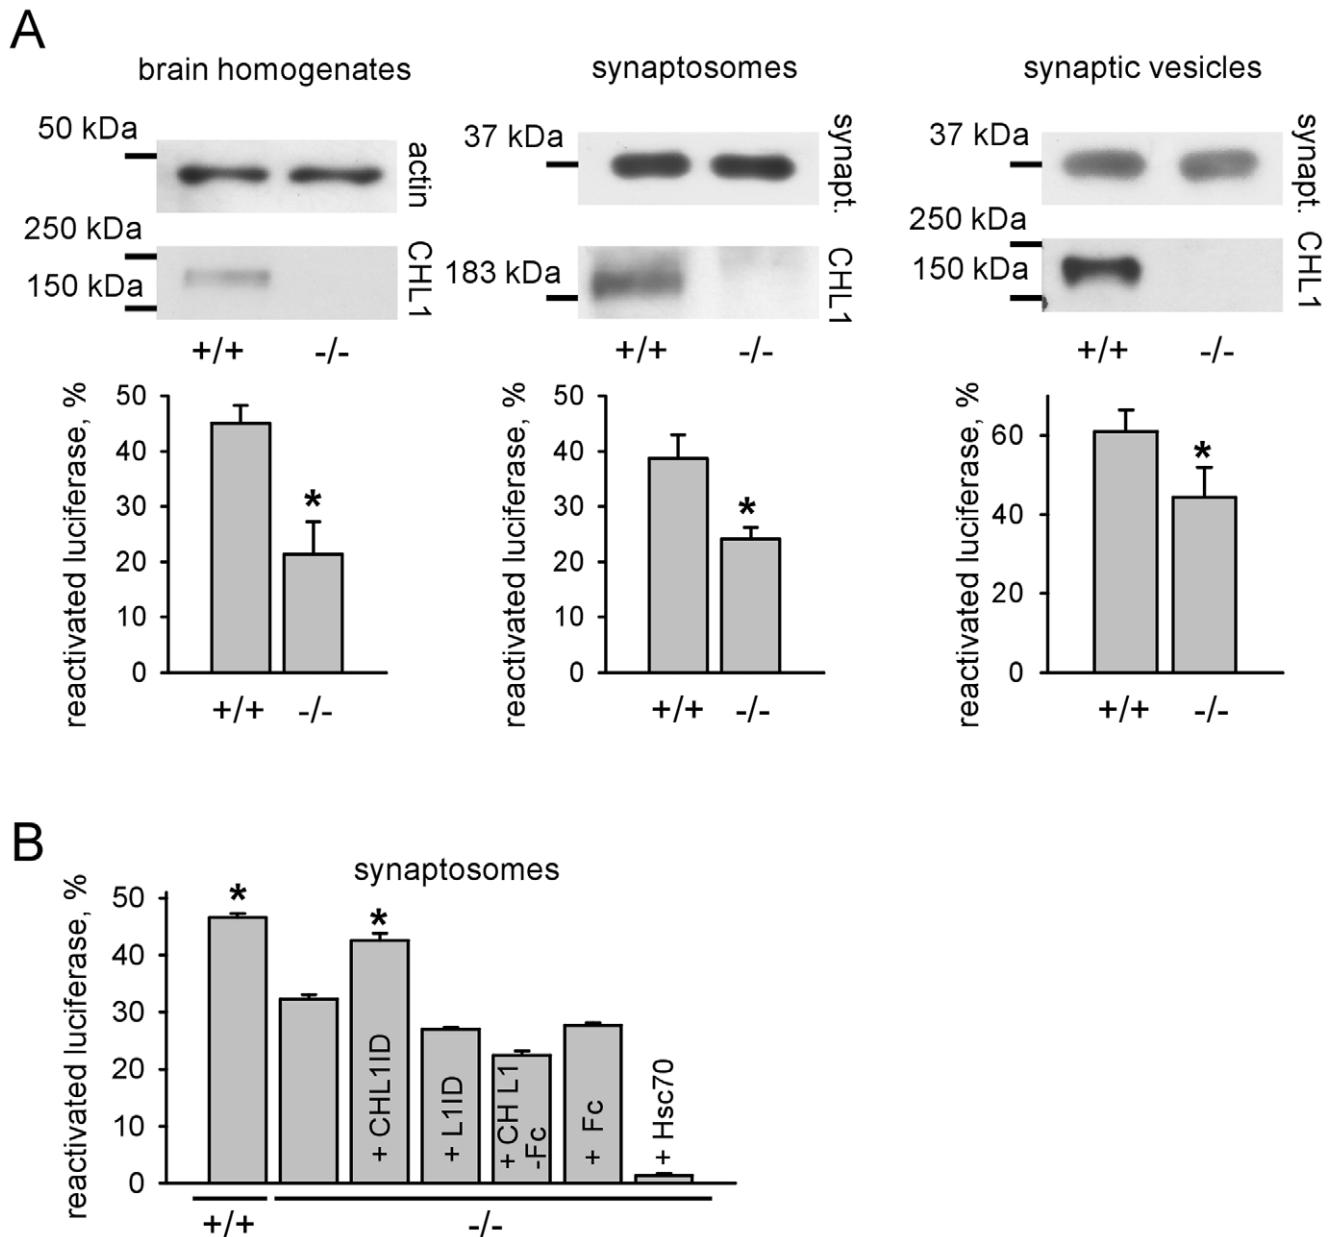 A
brain homogenates
50 kDa
actin
250 kDa
150 kDa
CHL1
+/+ -/-
reactivated luciferase, %
50
40
30
20
10
0
*
+/+ -/-
synaptosomes
37 kDa
synapt.
183 kDa
CHL1
+/+ -/-
reactivated luciferase, %
50
40
30
20
10
0
*
+/+ -/-
synaptic vesicles
37 kDa
synapt.
250 kDa
150 kDa
CHL1
+/+ -/-
reactivated luciferase, %
60
40
20
0
*
+/+ -/-
B
synaptosomes
reactivated luciferase, %
50
40
30
20
10
0
*
*
+ CHL1ID
+ L1ID
+ CH L1
-Fc
+ Fc
+ Hsc70
+/+ -/-